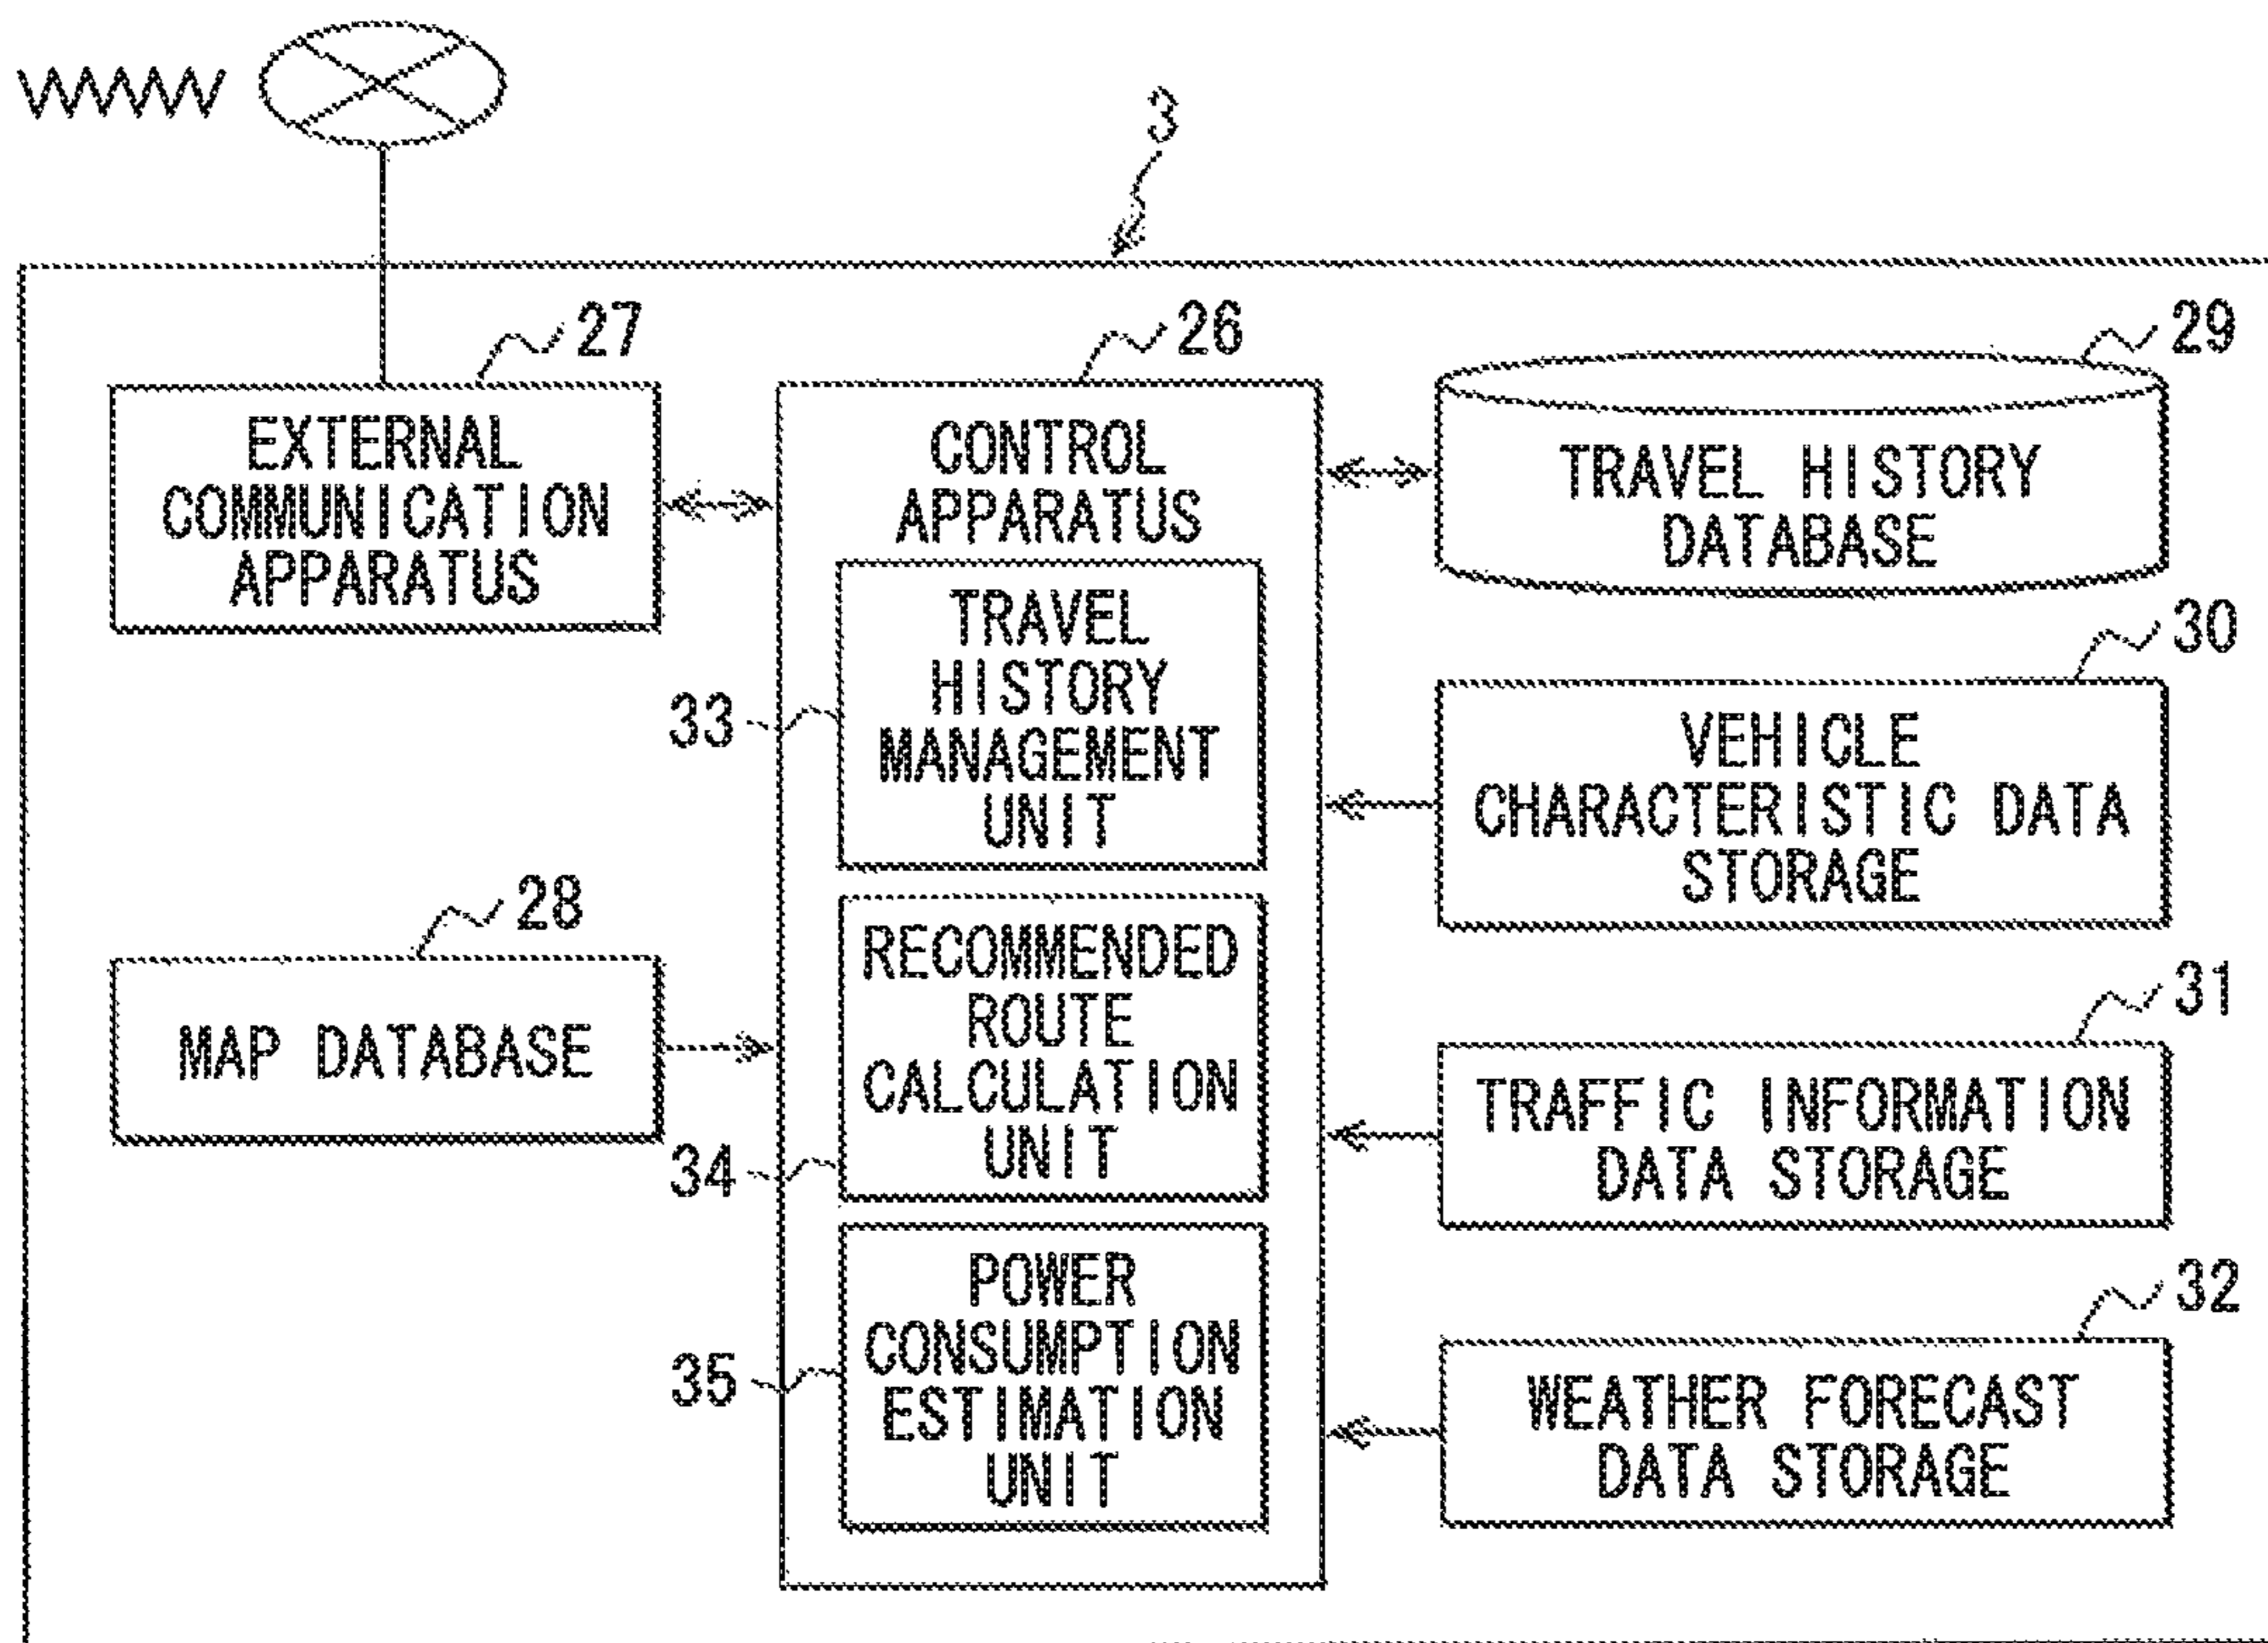 3
27
26
29
EXTERNAL
COMMUNICATION
APPARATUS
CONTROL
APPARATUS
TRAVEL HISTORY
DATABASE
TRAVEL
HISTORY
MANAGEMENT
UNIT
33
30
VEHICLE
CHARACTERISTIC DATA
STORAGE
28
MAP DATABASE
RECOMMENDED
ROUTE
CALCULATION
UNIT
34
31
TRAFFIC INFORMATION
DATA STORAGE
POWER
CONSUMPTION
ESTIMATION
UNIT
35
32
WEATHER FORECAST
DATA STORAGE